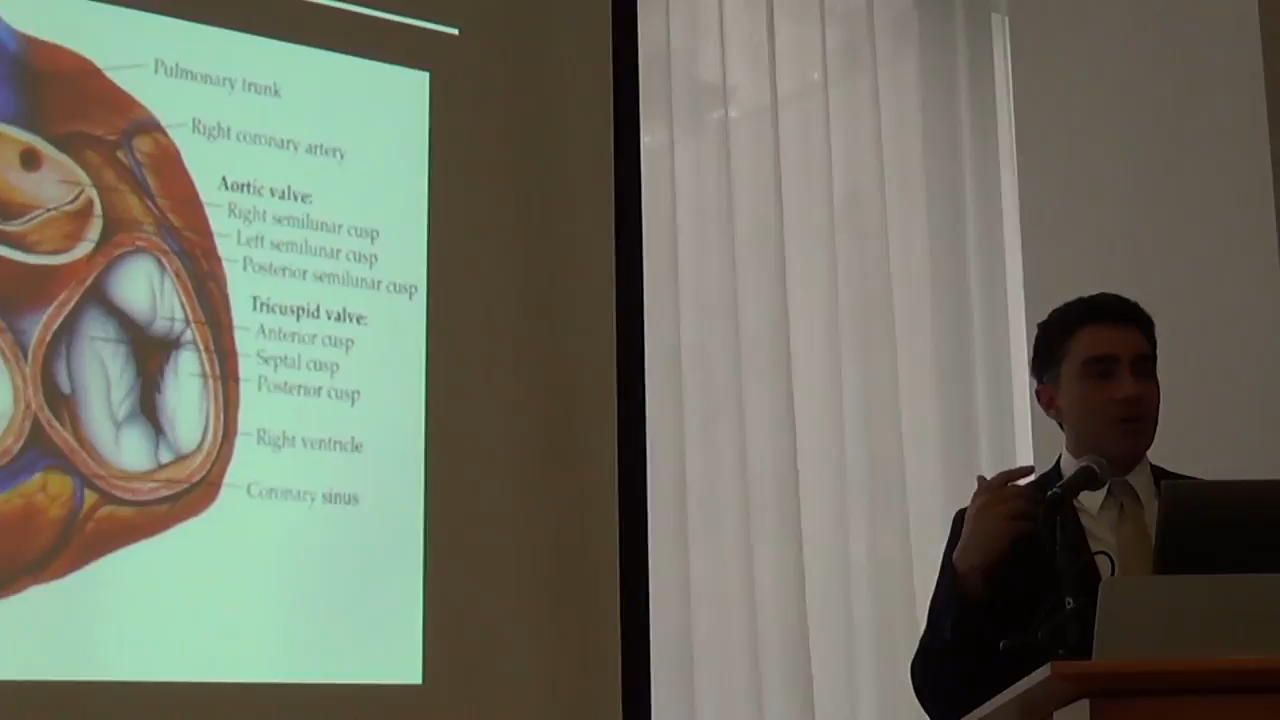 Pulmonary trunk
Right coronary artery
Aortic valve:
Right semilunar cusp
Left semilunar cusp
Posterior semilunar cusp
Tricuspid valve:
Anterior cusp
Septal cusp
Posterior cusp
Right ventricle
Coronary sinus